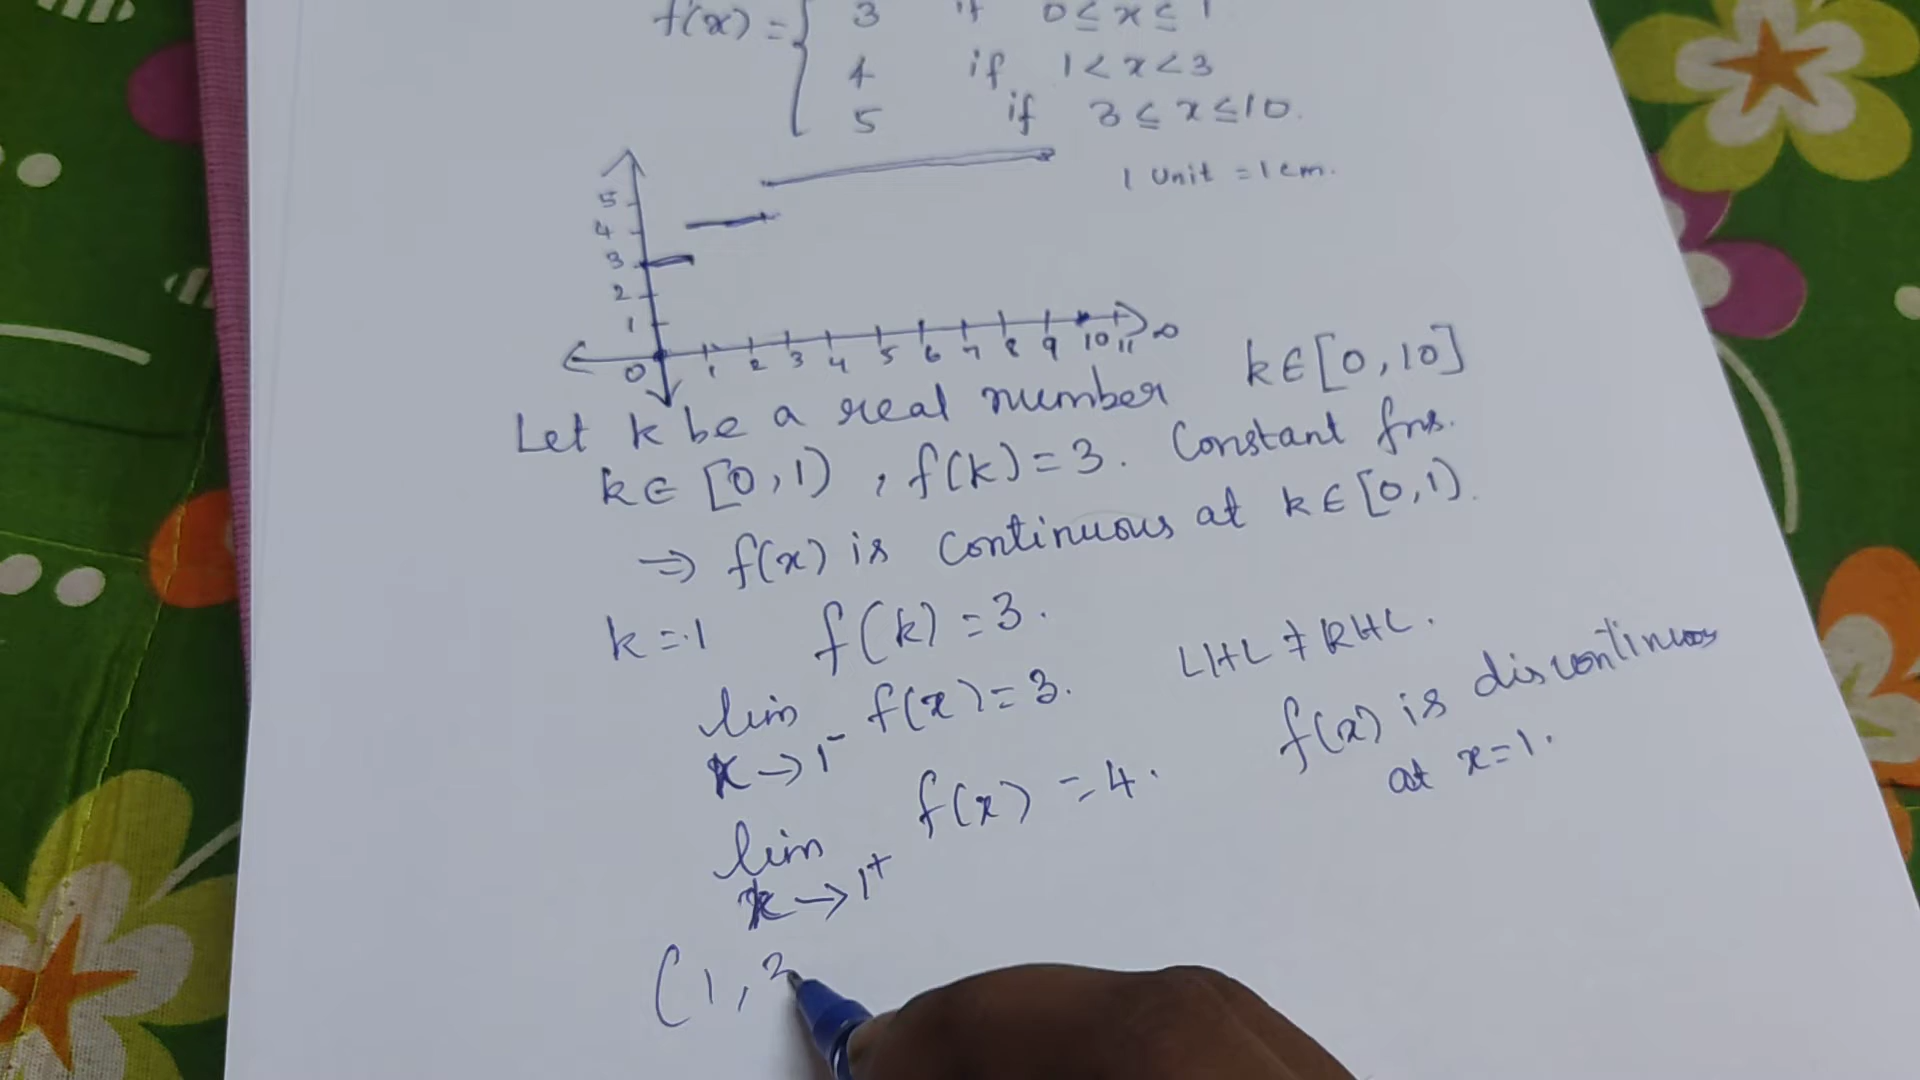 f(x) = { 3 if 0 ≤ x ≤ 1
4 if 1 < x < 3
5 if 3 ≤ x ≤ 10.
1 Unit = 1 cm.
5
4
3
2
1
0 1 2 3 4 5 6 7 8 9 10 11 ∞
Let k be a real number k ∈ [0, 10]
k ∈ [0, 1) , f(k) = 3. Constant fns.
⇒ f(x) is continuous at k ∈ [0, 1).
k = 1 f(k) = 3.
lim f(x) = 3. LHL ≠ RHL.
x → 1⁻
f(x) is discontinuous
at x = 1.
lim f(x) = 4.
x → 1⁺
(1, 3